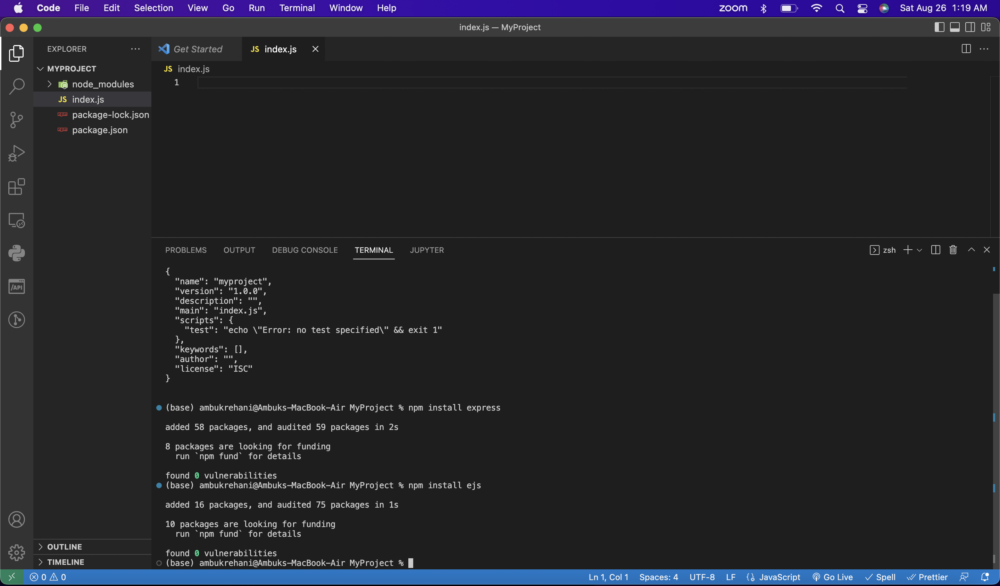 Code File Edit Selection View Go Run Terminal Window Help zoom Sat Aug 26 1:19 AM
index.js — MyProject
EXPLORER
MYPROJECT
node_modules
JS index.js
package-lock.json
package.json
OUTLINE
TIMELINE
/API
Get Started JS index.js
JS index.js
1
PROBLEMS OUTPUT DEBUG CONSOLE TERMINAL JUPYTER zsh
{
"name": "myproject",
"version": "1.0.0",
"description": "",
"main": "index.js",
"scripts": {
"test": "echo \"Error: no test specified\" && exit 1"
},
"keywords": [],
"author": "",
"license": "ISC"
}
(base) ambukrehani@Ambuks-MacBook-Air MyProject % npm install express
added 58 packages, and audited 59 packages in 2s
8 packages are looking for funding
run `npm fund` for details
found 0 vulnerabilities
(base) ambukrehani@Ambuks-MacBook-Air MyProject % npm install ejs
added 16 packages, and audited 75 packages in 1s
10 packages are looking for funding
run `npm fund` for details
found 0 vulnerabilities
(base) ambukrehani@Ambuks-MacBook-Air MyProject %
0 0 Ln 1, Col 1 Spaces: 4 UTF-8 LF JavaScript Go Live Spell Prettier